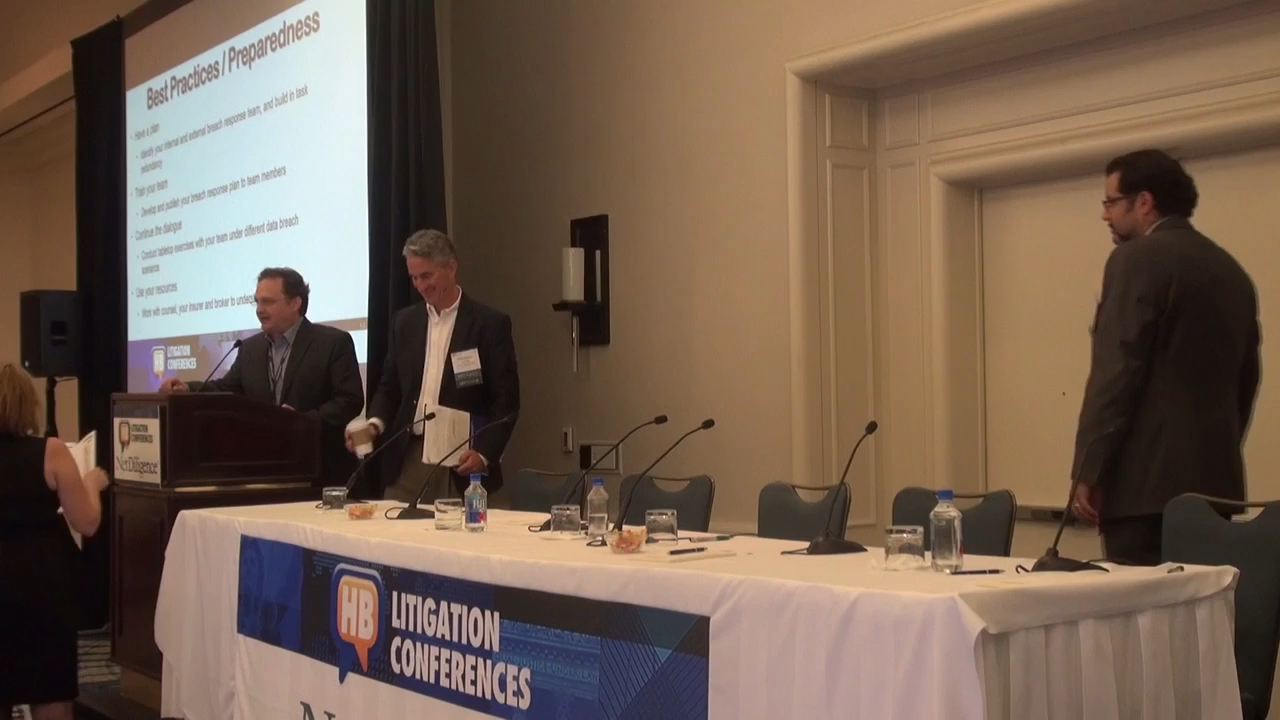 Best Practices / Preparedness
Have a plan
Identify your internal and external breach response team, and build in task
redundancy
Train your team
Develop and publish your breach response plan to team members
Continue the dialogue
Conduct tabletop exercises with your team under different data breach
scenarios
Use your resources
Work with counsel, your insurer and broker to
HB
LITIGATION
CONFERENCES
LITIGATION
CONFERENCES
NetDiligence
HB
LITIGATION
CONFERENCES
FIJI